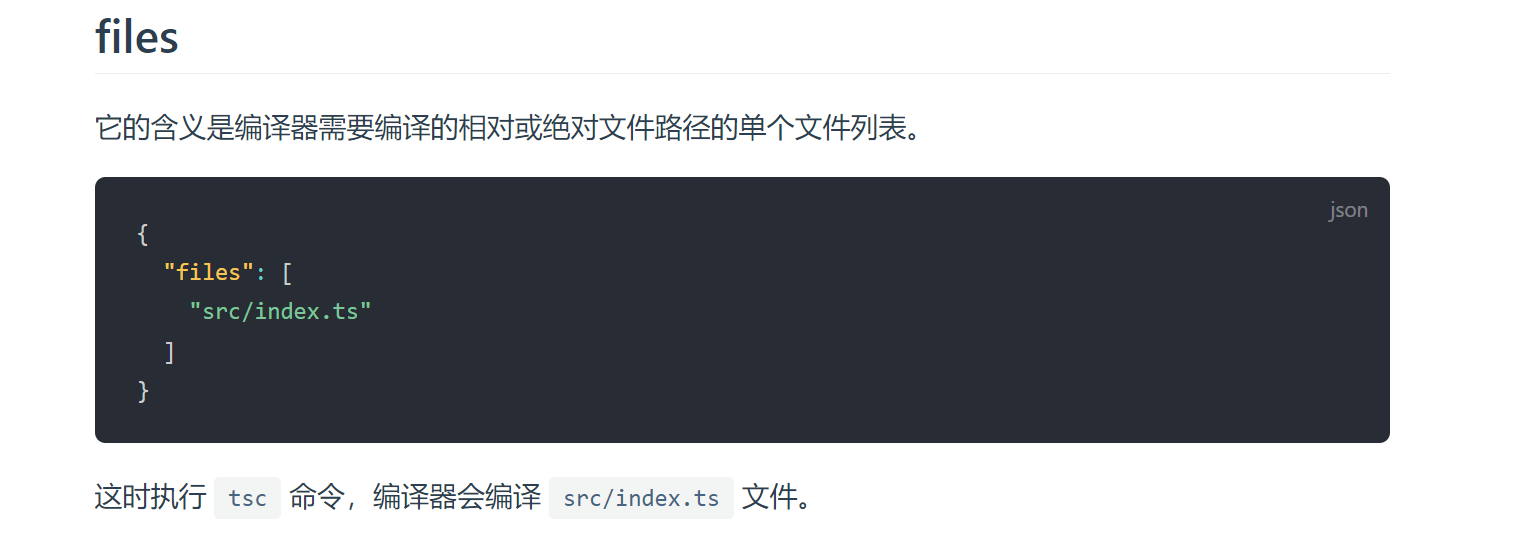 files
它的含义是编译器需要编译的相对或绝对文件路径的单个文件列表。
json
{
  "files": [
    "src/index.ts"
  ]
}
这时执行 tsc 命令，编译器会编译 src/index.ts 文件。